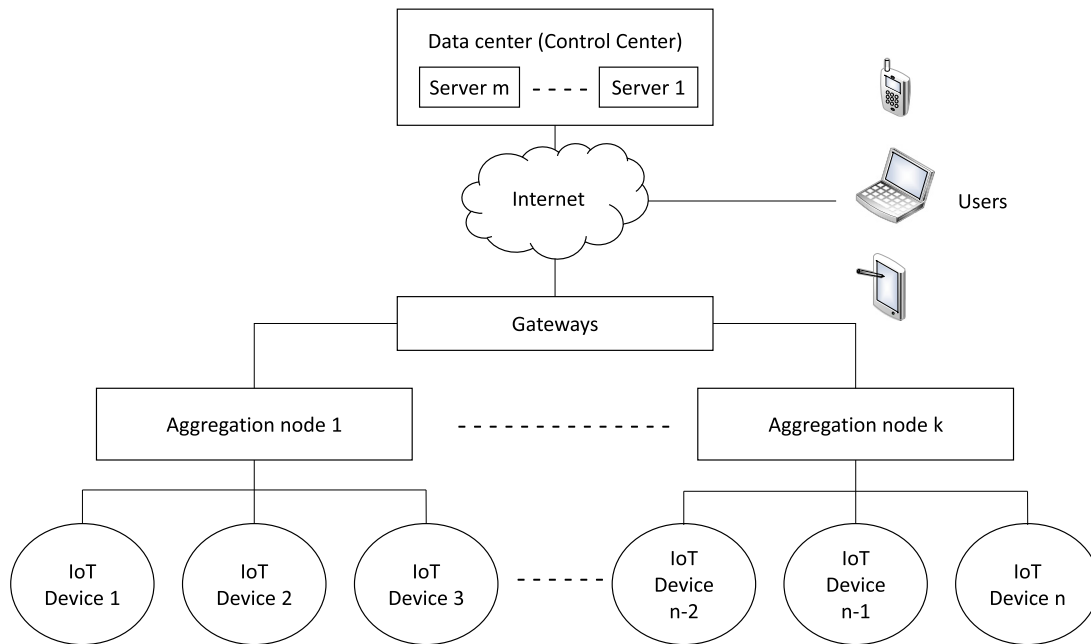 Data center (Control Center)
Server m
Server 1
Internet
Users
Gateways
Aggregation node 1
Aggregation node k
IoT
Device 1
IoT
Device 2
IoT
Device 3
IoT
Device
n-2
IoT
Device
n-1
IoT
Device n